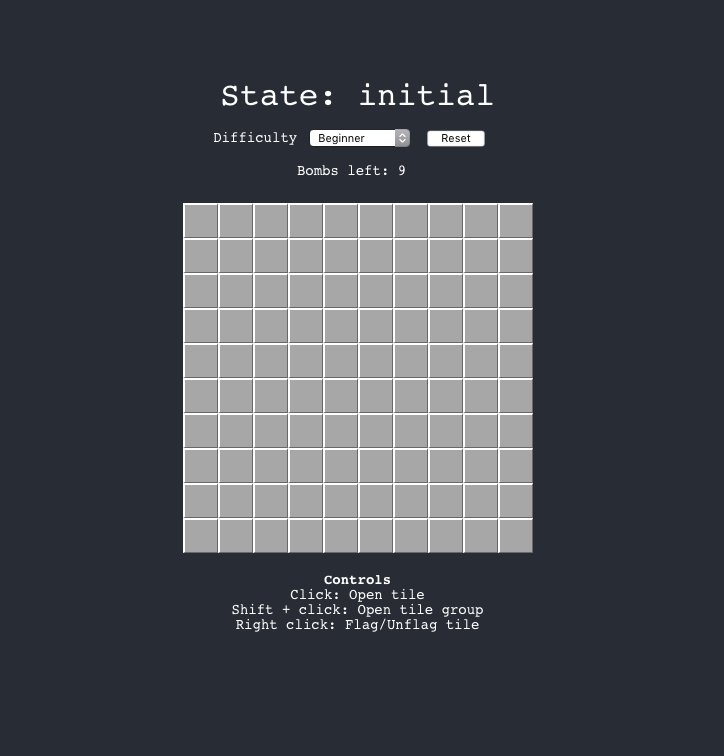 State: initial
Difficulty Beginner Reset
Bombs left: 9
Controls
Click: Open tile
Shift + click: Open tile group
Right click: Flag/Unflag tile